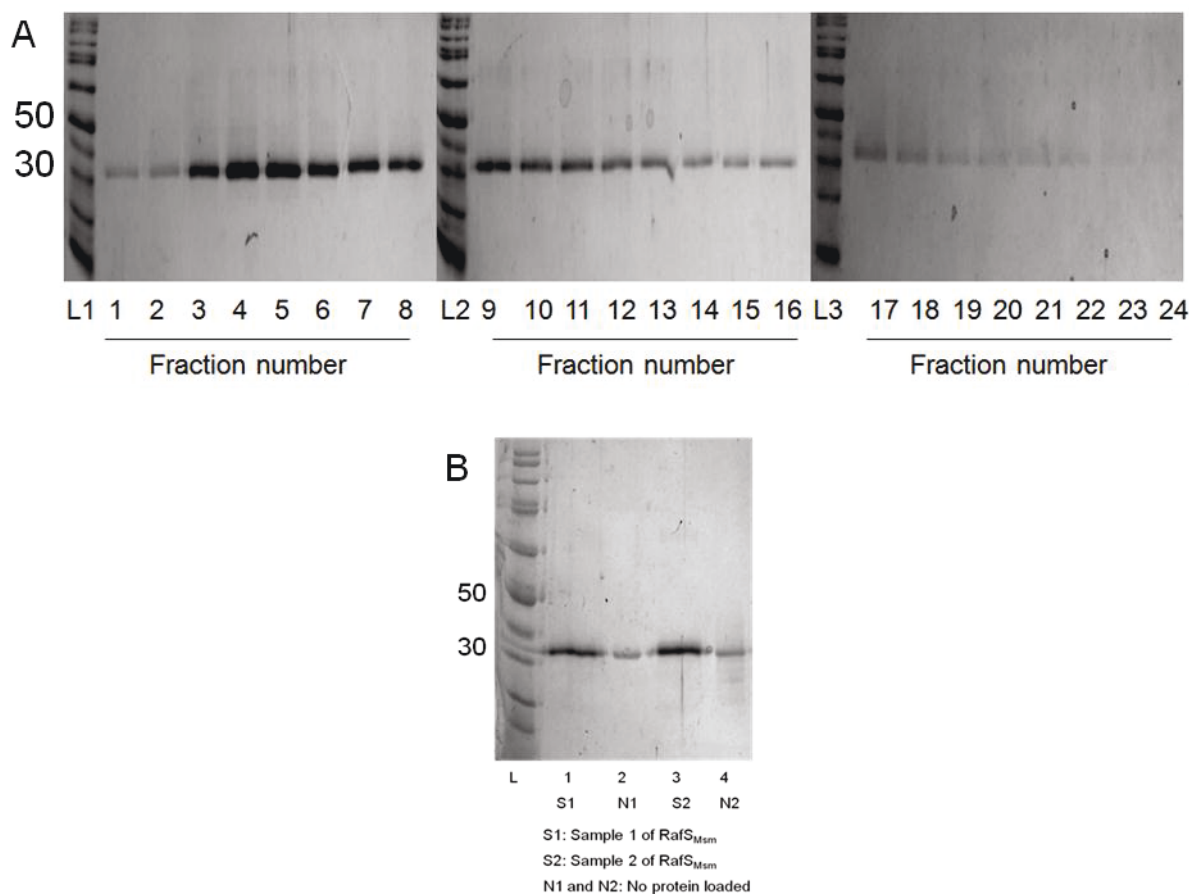 A
50
30
L1 1 2 3 4 5 6 7 8 L2 9 10 11 12 13 14 15 16 L3 17 18 19 20 21 22 23 24
Fraction number Fraction number Fraction number
B
50
30
L 1 2 3 4
S1 N1 S2 N2
S1: Sample 1 of RafSMsm
S2: Sample 2 of RafSMsm
N1 and N2: No protein loaded